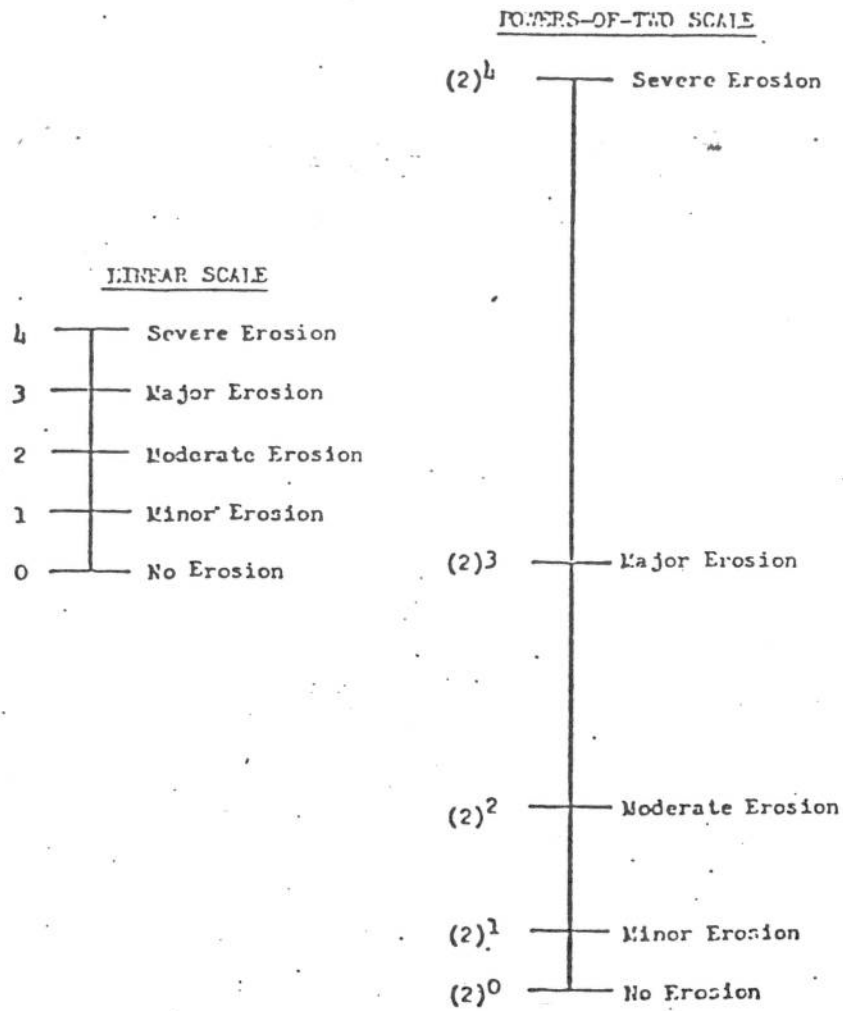 POWERS-OF-TWO SCALE
(2)^4 Severe Erosion
LINEAR SCALE
4 Severe Erosion
3 Major Erosion
2 Moderate Erosion
1 Minor Erosion
0 No Erosion
(2)^3 Major Erosion
(2)^2 Moderate Erosion
(2)^1 Minor Erosion
(2)^0 No Erosion